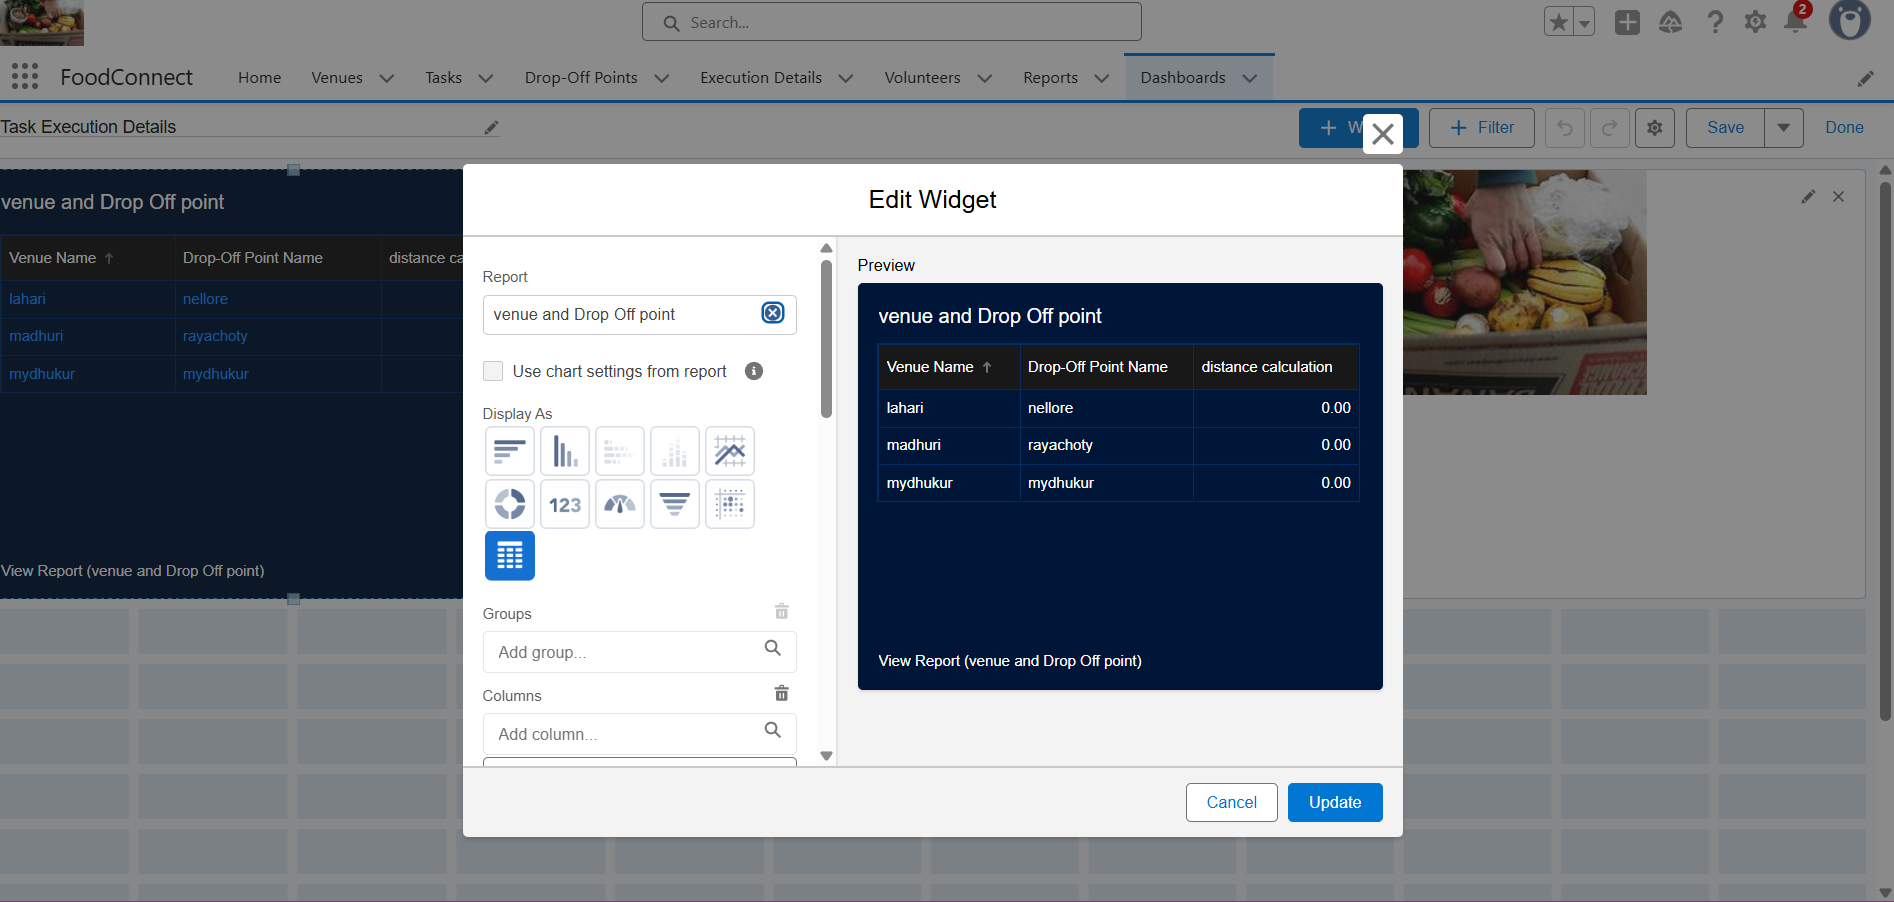 Search...
2
FoodConnect
Home
Venues
Tasks
Drop-Off Points
Execution Details
Volunteers
Reports
Dashboards
Task Execution Details
W
Filter
Save
Done
venue and Drop Off point
Venue Name
Drop-Off Point Name
distance ca
lahari
nellore
madhuri
rayachoty
mydhukur
mydhukur
View Report (venue and Drop Off point)
Edit Widget
Report
venue and Drop Off point
Use chart settings from report
Display As
123
Groups
Add group...
Columns
Add column...
Preview
venue and Drop Off point
Venue Name
Drop-Off Point Name
distance calculation
lahari
nellore
0.00
madhuri
rayachoty
0.00
mydhukur
mydhukur
0.00
View Report (venue and Drop Off point)
Cancel
Update